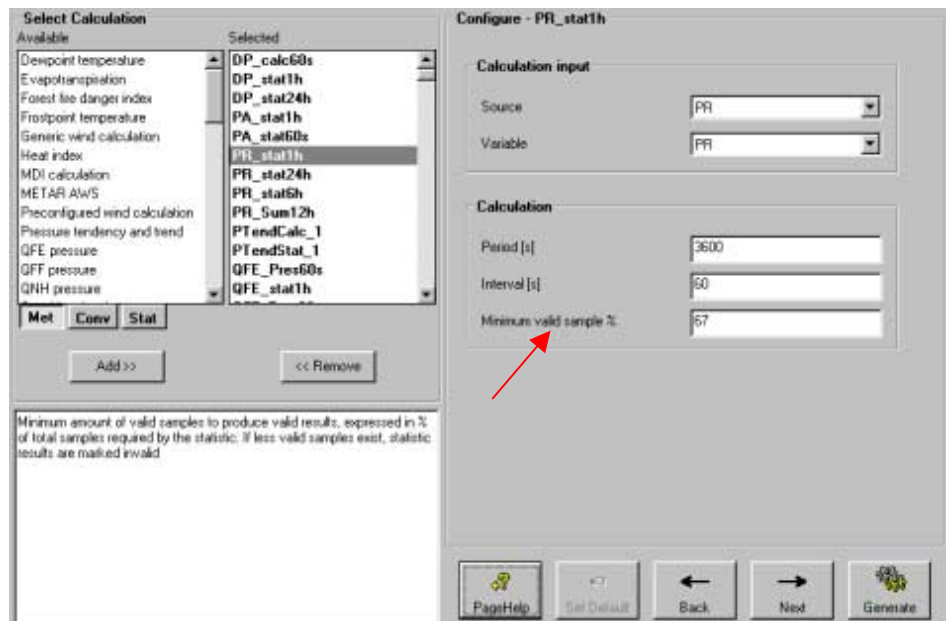 Select Calculation
Available
Selected
Dewpoint temperature
Evapotranspiration
Forest fire danger index
Frostpoint temperature
Generic wind calculation
Heat index
MDI calculation
METAR AWS
Preconfigured wind calculation
Pressure tendency and trend
QFE pressure
QFF pressure
QNH pressure
DP_calc60s
DP_stat1h
DP_stat24h
PA_stat1h
PA_stat60s
PR_stat1h
PR_stat24h
PR_stat6h
PR_Sum12h
PTendCalc_1
PTendStat_1
QFE_Pres60s
QFE_stat1h
Met Conv Stat
Add >>
<< Remove
Minimum amount of valid samples to produce valid results, expressed in %
of total samples required by the statistic. If less valid samples exist, statistic
results are marked invalid
Configure - PR_stat1h
Calculation input
Source PR
Variable PR
Calculation
Period [s] 3600
Interval [s] 60
Minimum valid sample % 67
PageHelp Set Default Back Next Generate